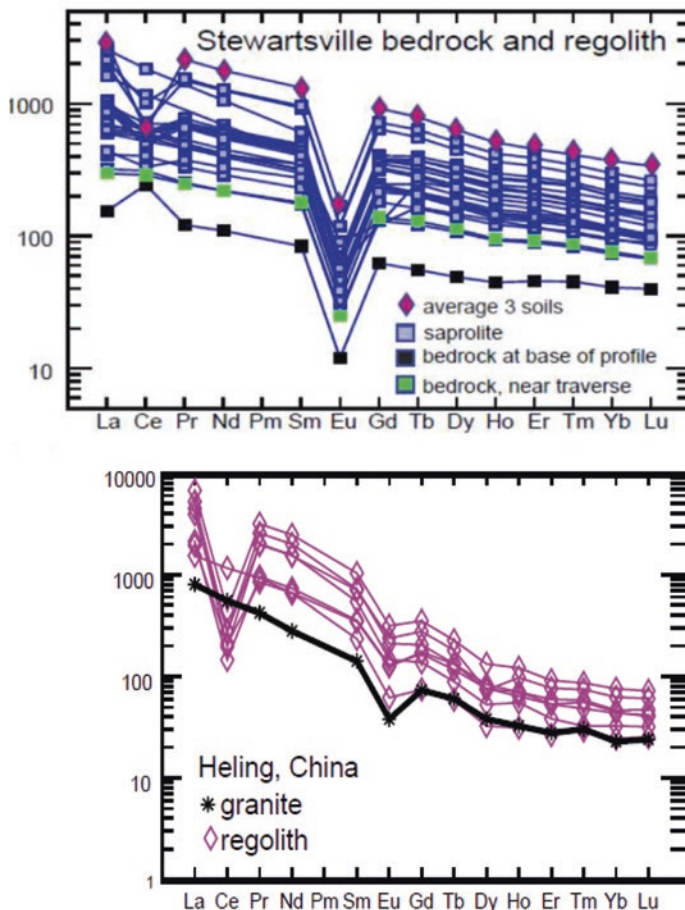 Stewartsville bedrock and regolith
1000
100
10
average 3 soils
saprolite
bedrock at base of profile
bedrock, near traverse
La Ce Pr Nd Pm Sm Eu Gd Tb Dy Ho Er Tm Yb Lu
10000
1000
100
10
1
Heling, China
granite
regolith
La Ce Pr Nd Pm Sm Eu Gd Tb Dy Ho Er Tm Yb Lu